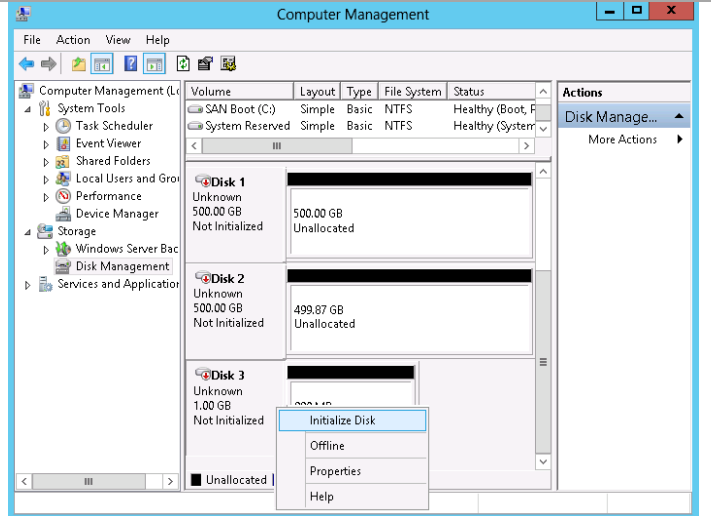 Computer Management
File Action View Help
Computer Management (Lo
System Tools
Task Scheduler
Event Viewer
Shared Folders
Local Users and Grou
Performance
Device Manager
Storage
Windows Server Bac
Disk Management
Services and Application
Volume Layout Type File System Status
SAN Boot (C:) Simple Basic NTFS Healthy (Boot, P
System Reserved Simple Basic NTFS Healthy (System
Disk 1
Unknown
500.00 GB
Not Initialized
500.00 GB
Unallocated
Disk 2
Unknown
500.00 GB
Not Initialized
499.87 GB
Unallocated
Disk 3
Unknown
1.00 GB
Not Initialized
Initialize Disk
Offline
Properties
Help
Unallocated
Actions
Disk Manage...
More Actions